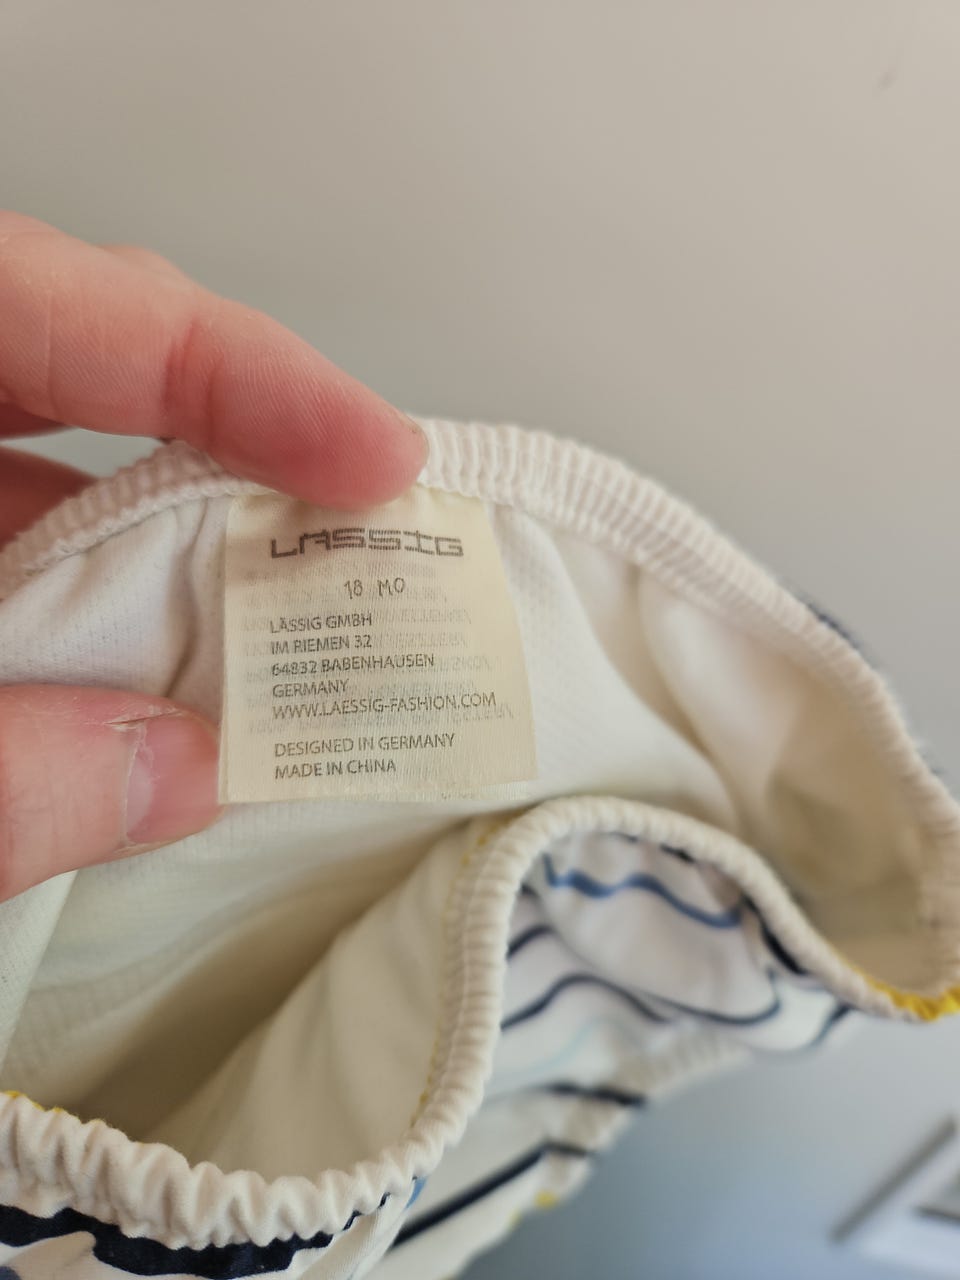 LÄSSIG
18 MO
LÄSSIG GMBH
IM RIEMEN 32
64832 BABENHAUSEN
GERMANY
WWW.LAESSIG-FASHION.COM
DESIGNED IN GERMANY
MADE IN CHINA